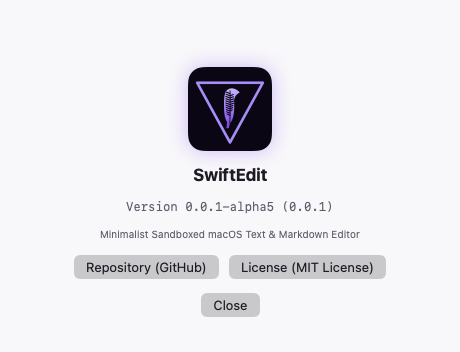 SwiftEdit
Version 0.0.1-alpha5 (0.0.1)
Minimalist Sandboxed macOS Text & Markdown Editor
Repository (GitHub) License (MIT License)
Close